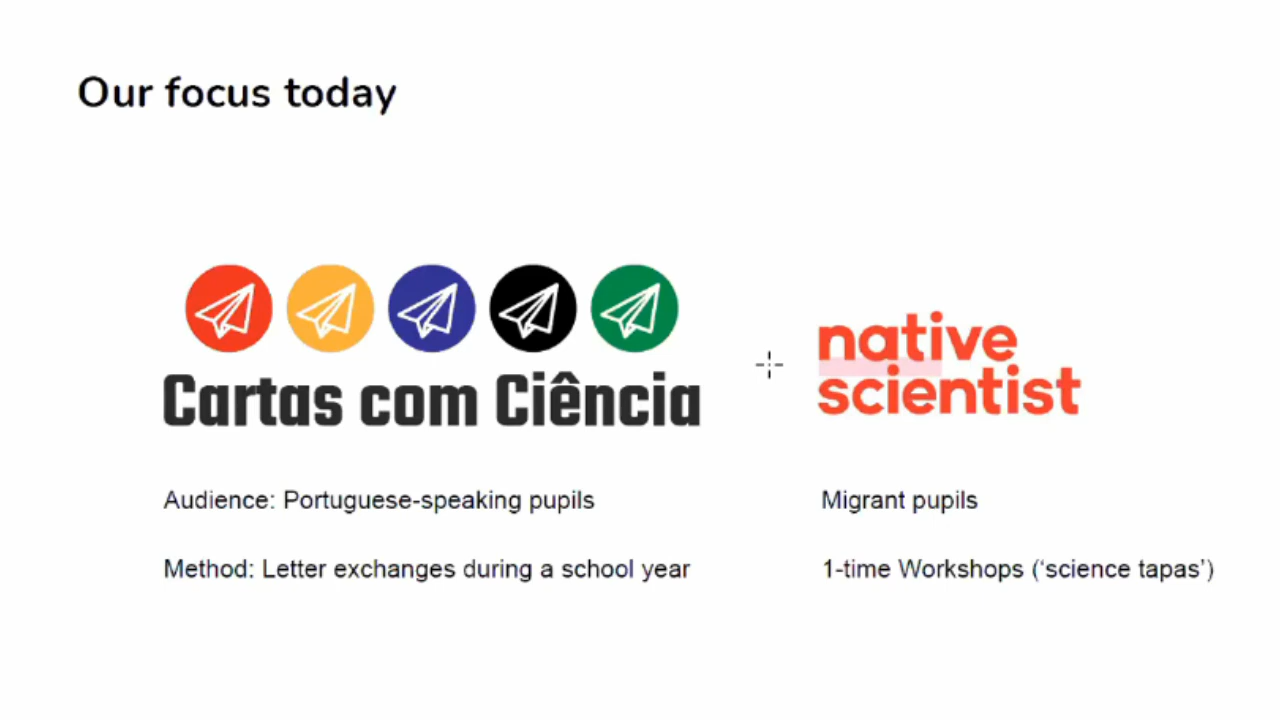 Our focus today
Cartas com Ciência
native
scientist
Audience: Portuguese-speaking pupils
Migrant pupils
Method: Letter exchanges during a school year
1-time Workshops (‘science tapas’)